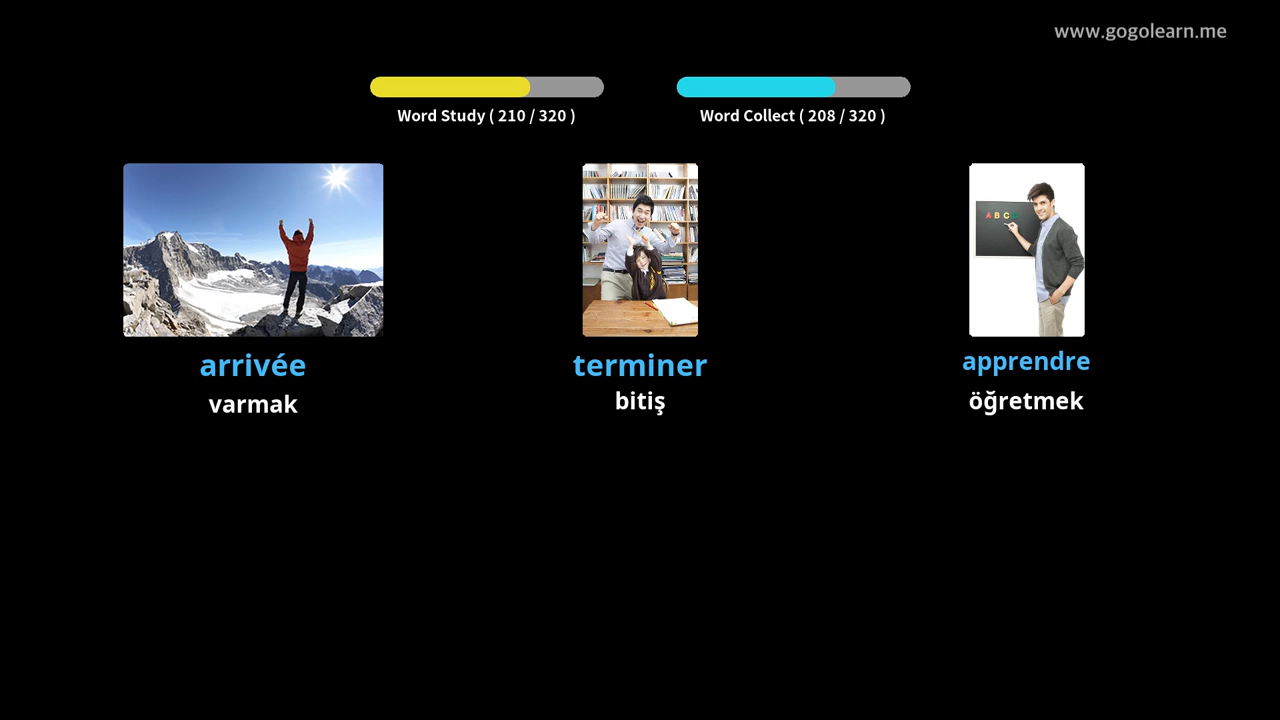 www.gogolearn.me
Word Study ( 210 / 320 )
Word Collect ( 208 / 320 )
A B C
arrivée
terminer
apprendre
varmak
bitiş
öğretmek